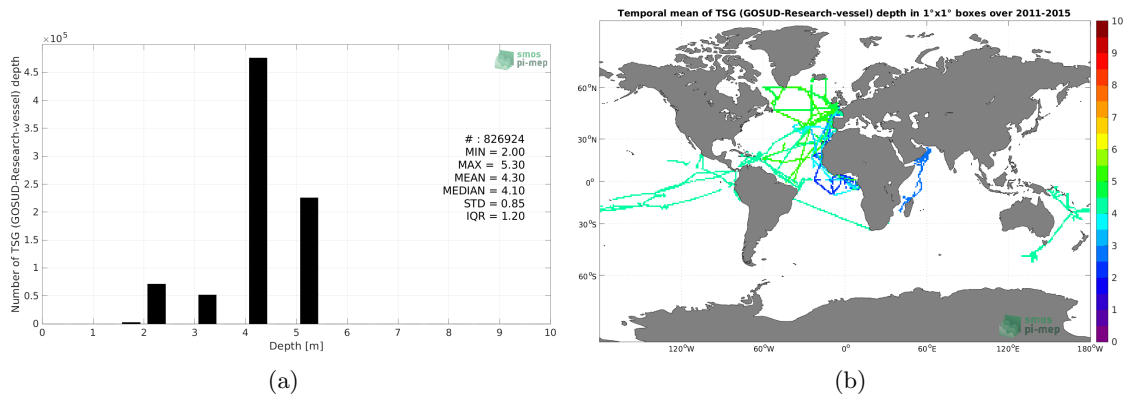 ×10⁵
4.5
4
3.5
3
2.5
2
1.5
1
0.5
0
Number of TSG (GOSUD-Research-vessel) depth
smos
pi-mep
# : 826924
MIN = 2.00
MAX = 5.30
MEAN = 4.30
MEDIAN = 4.10
STD = 0.85
IQR = 1.20
0 1 2 3 4 5 6 7 8 9 10
Depth [m]
(a)
Temporal mean of TSG (GOSUD-Research-vessel) depth in 1°x1° boxes over 2011-2015
60°N
30°N
0°
30°S
60°S
120°W 60°W 0° 60°E 120°E 180°W
smos
pi-mep
10
9
8
7
6
5
4
3
2
1
0
(b)